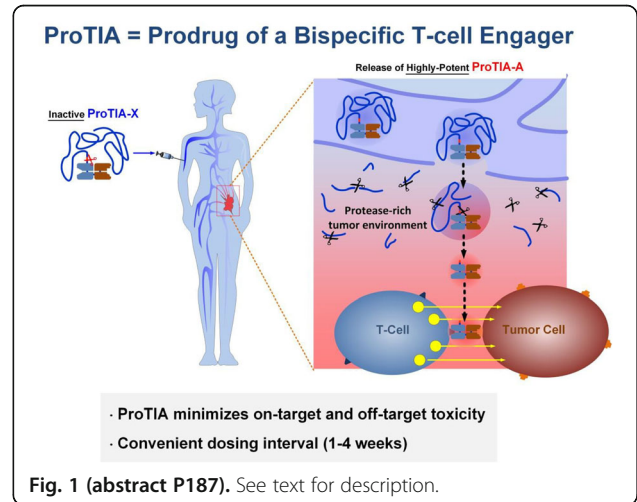 ProTIA = Prodrug of a Bispecific T-cell Engager
Release of Highly-Potent ProTIA-A
Inactive ProTIA-X
Protease-rich
tumor environment
T-Cell
Tumor Cell
· ProTIA minimizes on-target and off-target toxicity
· Convenient dosing interval (1-4 weeks)
Fig. 1 (abstract P187). See text for description.